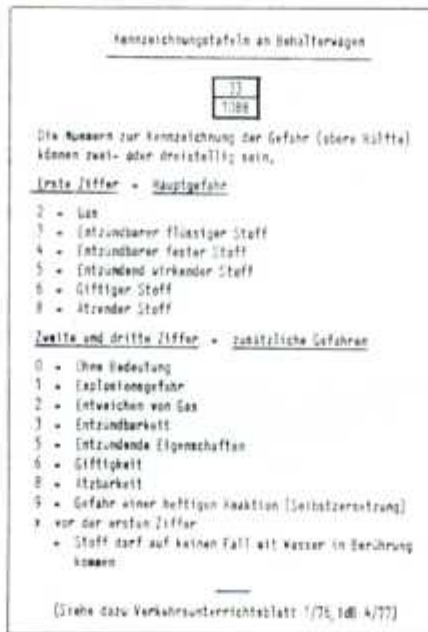 Kennzeichnungstafeln an Behälterwagen
33
1088
Die Nummern zur Kennzeichnung der Gefahr (obere Hälfte)
können zwei- oder dreistellig sein.
Erste Ziffer = Hauptgefahr
2 = Gas
3 = Entzündbarer flüssiger Stoff
4 = Entzündbarer fester Stoff
5 = Entzündend wirkender Stoff
6 = Giftiger Stoff
8 = Ätzender Stoff
Zweite und dritte Ziffer = zusätzliche Gefahren
0 = Ohne Bedeutung
1 = Explosionsgefahr
2 = Entweichen von Gas
3 = Entzündbarkeit
5 = Entzündende Eigenschaften
6 = Giftigkeit
8 = Ätzbarkeit
9 = Gefahr einer heftigen Reaktion (Selbstzersetzung)
x vor der ersten Ziffer
= Stoff darf auf keinen Fall mit Wasser in Berührung
kommen
(Siehe dazu Verkehrsunterrichtsblatt 1/76, 4/77)